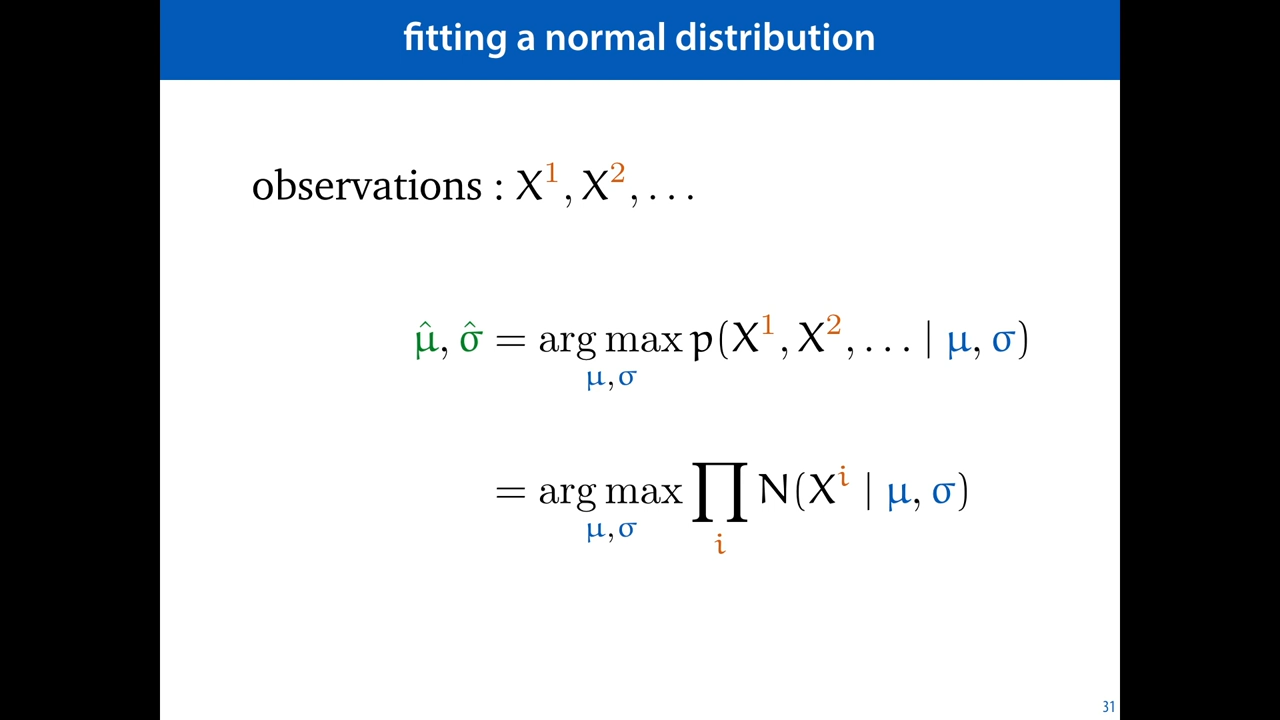 fitting a normal distribution
observations : X¹, X², . . .
μ̂, σ̂ = arg max p(X¹, X², . . . | μ, σ)
μ,σ
= arg max ∏ N(Xⁱ | μ, σ)
μ,σ i
31